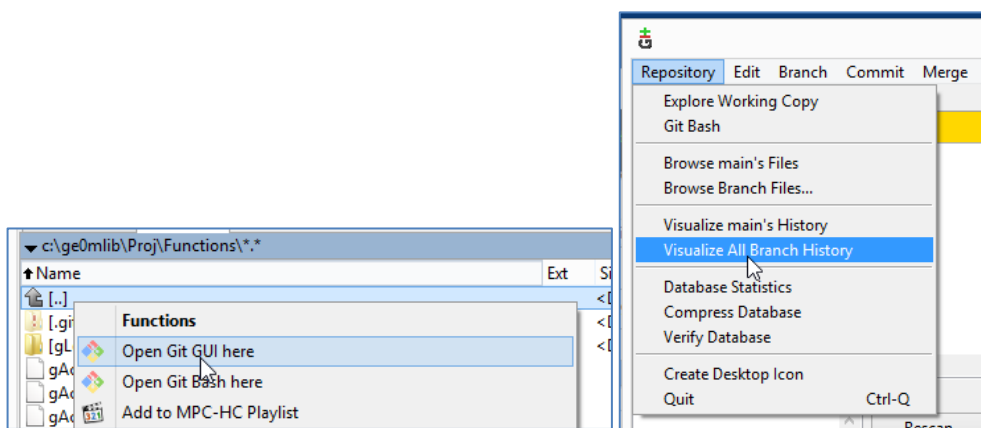 c:\ge0mlib\Proj\Functions\*.*
Name Ext
[..]
Functions
Open Git GUI here
Open Git Bash here
Add to MPC-HC Playlist
Repository Edit Branch Commit Merge
Explore Working Copy
Git Bash
Browse main's Files
Browse Branch Files...
Visualize main's History
Visualize All Branch History
Database Statistics
Compress Database
Verify Database
Create Desktop Icon
Quit Ctrl-Q